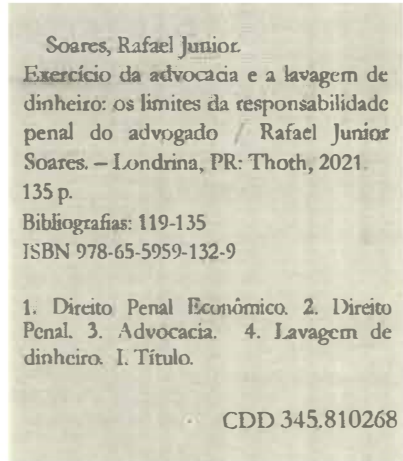 Soares, Rafael Junior.
Exercício da advocacia e a lavagem de
dinheiro: os limites da responsabilidade
penal do advogado / Rafael Junior
Soares. – Londrina, PR: Thoth, 2021.
135 p.
Bibliografias: 119-135
ISBN 978-65-5959-132-9
1. Direito Penal Econômico. 2. Direito
Penal. 3. Advocacia. 4. Lavagem de
dinheiro. I. Título.
CDD 345.810268